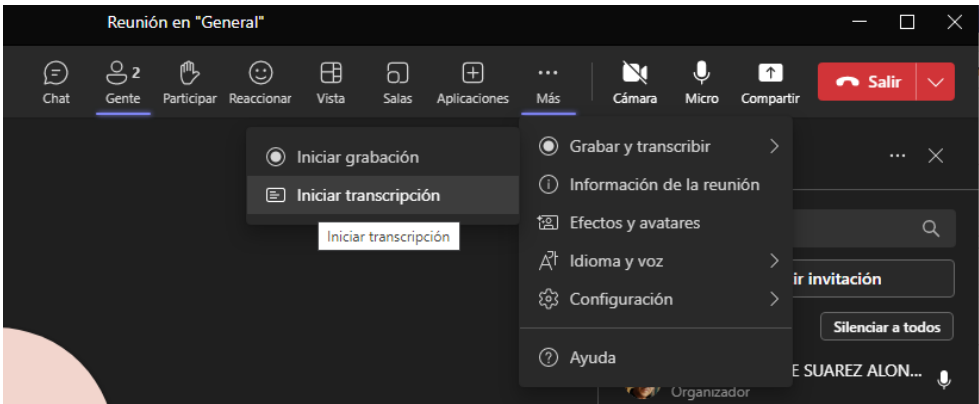 Reunión en "General"
Chat
Gente 2
Participar
Reaccionar
Vista
Salas
Aplicaciones
Más
Cámara
Micro
Compartir
Salir
Iniciar grabación
Iniciar transcripción
Iniciar transcripción
Grabar y transcribir
Información de la reunión
Efectos y avatares
Idioma y voz
Configuración
Ayuda
ir invitación
Silenciar a todos
E SUAREZ ALON...
Organizador